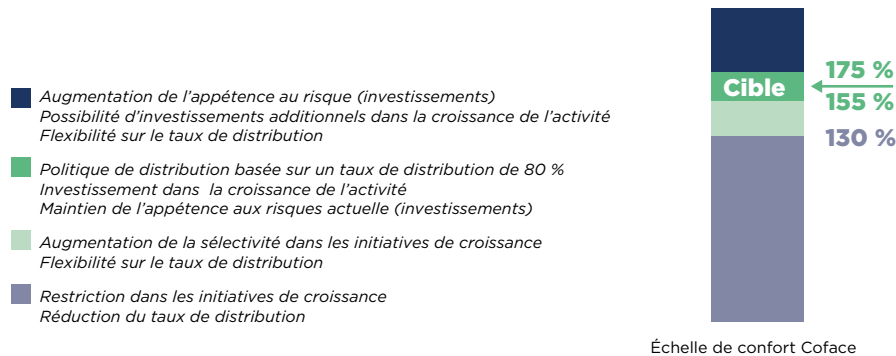 Augmentation de l'appétence au risque (investissements)
Possibilité d'investissements additionnels dans la croissance de l'activité
Flexibilité sur le taux de distribution
Politique de distribution basée sur un taux de distribution de 80 %
Investissement dans la croissance de l'activité
Maintien de l'appétence aux risques actuelle (investissements)
Augmentation de la sélectivité dans les initiatives de croissance
Flexibilité sur le taux de distribution
Restriction dans les initiatives de croissance
Réduction du taux de distribution
175 %
Cible
155 %
130 %
Échelle de confort Coface